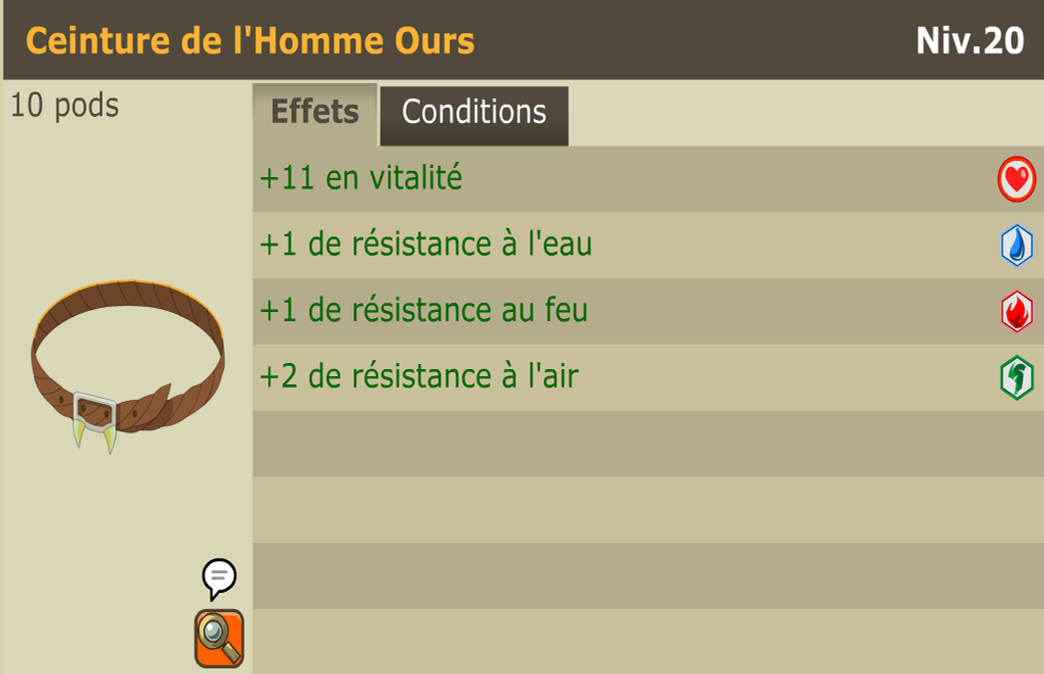 Ceinture de l'Homme Ours Niv.20
10 pods
Effets Conditions
+11 en vitalité
+1 de résistance à l'eau
+1 de résistance au feu
+2 de résistance à l'air